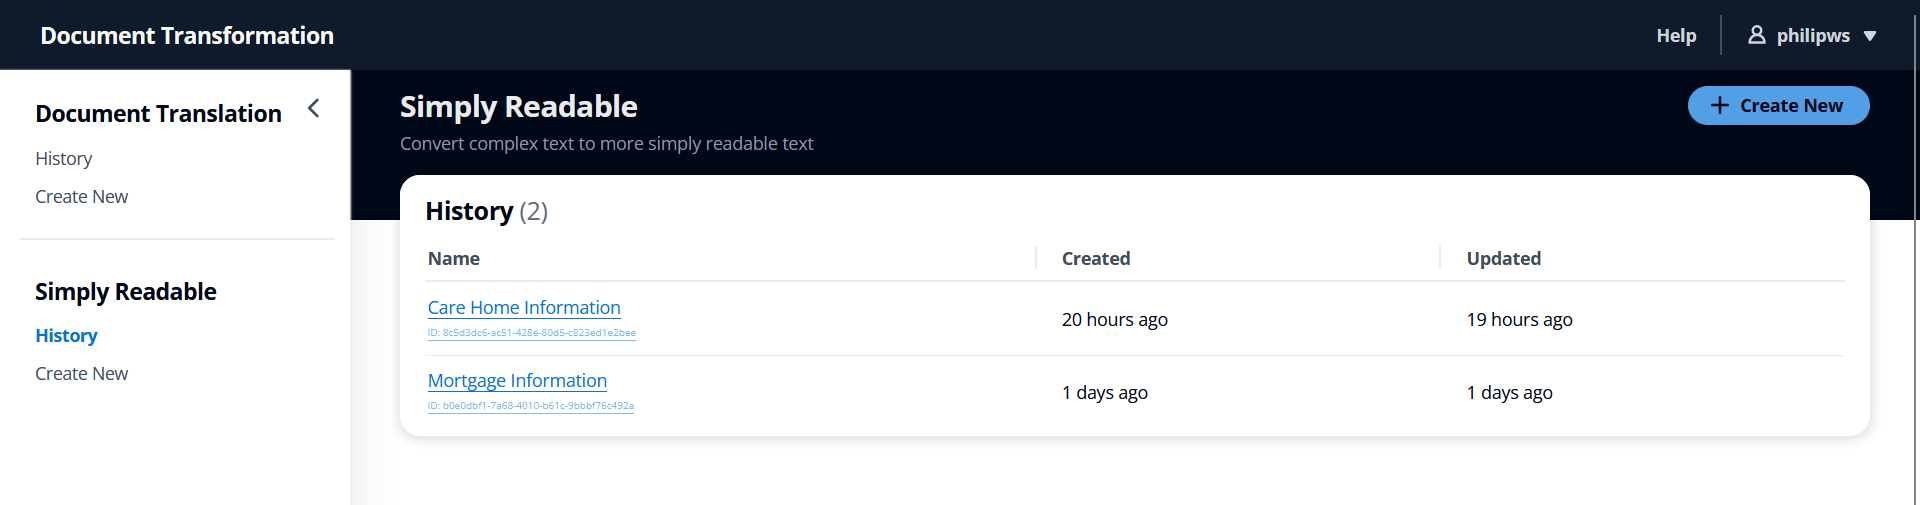 Document Transformation
Help
philipws
Document Translation
History
Create New
Simply Readable
History
Create New
Simply Readable
Convert complex text to more simply readable text
Create New
History (2)
Name Created Updated
Care Home Information
ID: 8c5d3dc6-ac51-428e-80d5-c823ed1e2bee
20 hours ago
19 hours ago
Mortgage Information
ID: b0e0dbf1-7a68-4010-b61c-9bbbf76c492a
1 days ago
1 days ago